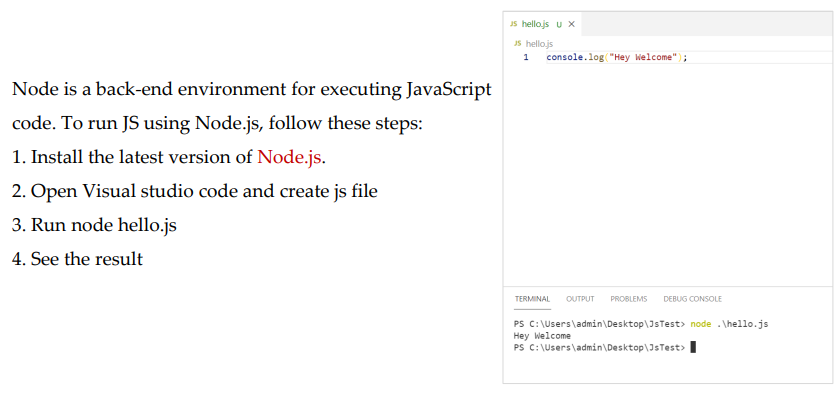 Node is a back-end environment for executing JavaScript
code. To run JS using Node.js, follow these steps:
1. Install the latest version of Node.js.
2. Open Visual studio code and create js file
3. Run node hello.js
4. See the result
JS hello.js U ×
JS hello.js
1 console.log("Hey Welcome");
TERMINAL OUTPUT PROBLEMS DEBUG CONSOLE
PS C:\Users\admin\Desktop\JsTest> node .\hello.js
Hey Welcome
PS C:\Users\admin\Desktop\JsTest>